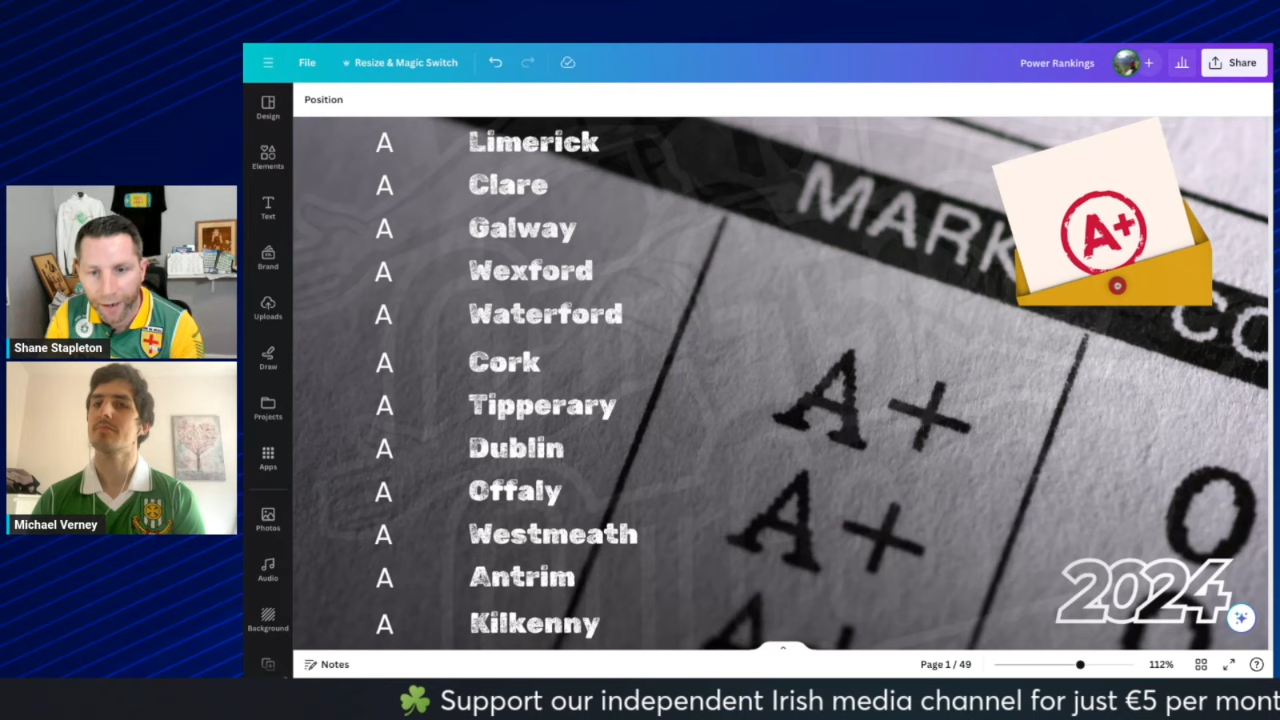 File
Resize & Magic Switch
Power Rankings
Share
Position
Design
Elements
Text
Brand
Uploads
Draw
Projects
Apps
Photos
Audio
Background
A Limerick
A Clare
A Galway
A Wexford
A Waterford
A Cork
A Tipperary
A Dublin
A Offaly
A Westmeath
A Antrim
A Kilkenny
MARK
CO
A+
A+
A+
2024
Shane Stapleton
Michael Verney
Notes
Page 1 / 49
112%
☘️ Support our independent Irish media channel for just €5 per mont